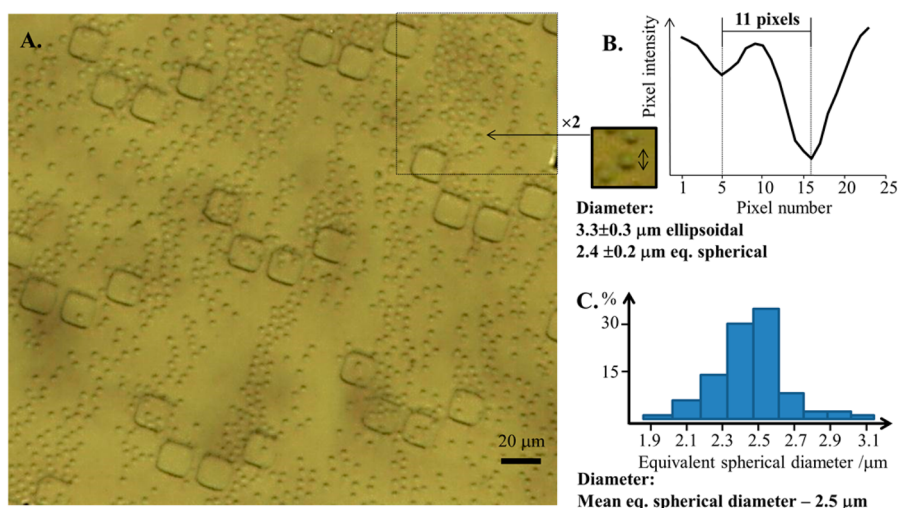 A.
20 μm
×2
B.
11 pixels
Pixel intensity
1 5 10 15 20 25
Pixel number
Diameter:
3.3±0.3 μm ellipsoidal
2.4 ±0.2 μm eq. spherical
C.
%
30
15
1.9 2.1 2.3 2.5 2.7 2.9 3.1
Equivalent spherical diameter /μm
Diameter:
Mean eq. spherical diameter – 2.5 μm